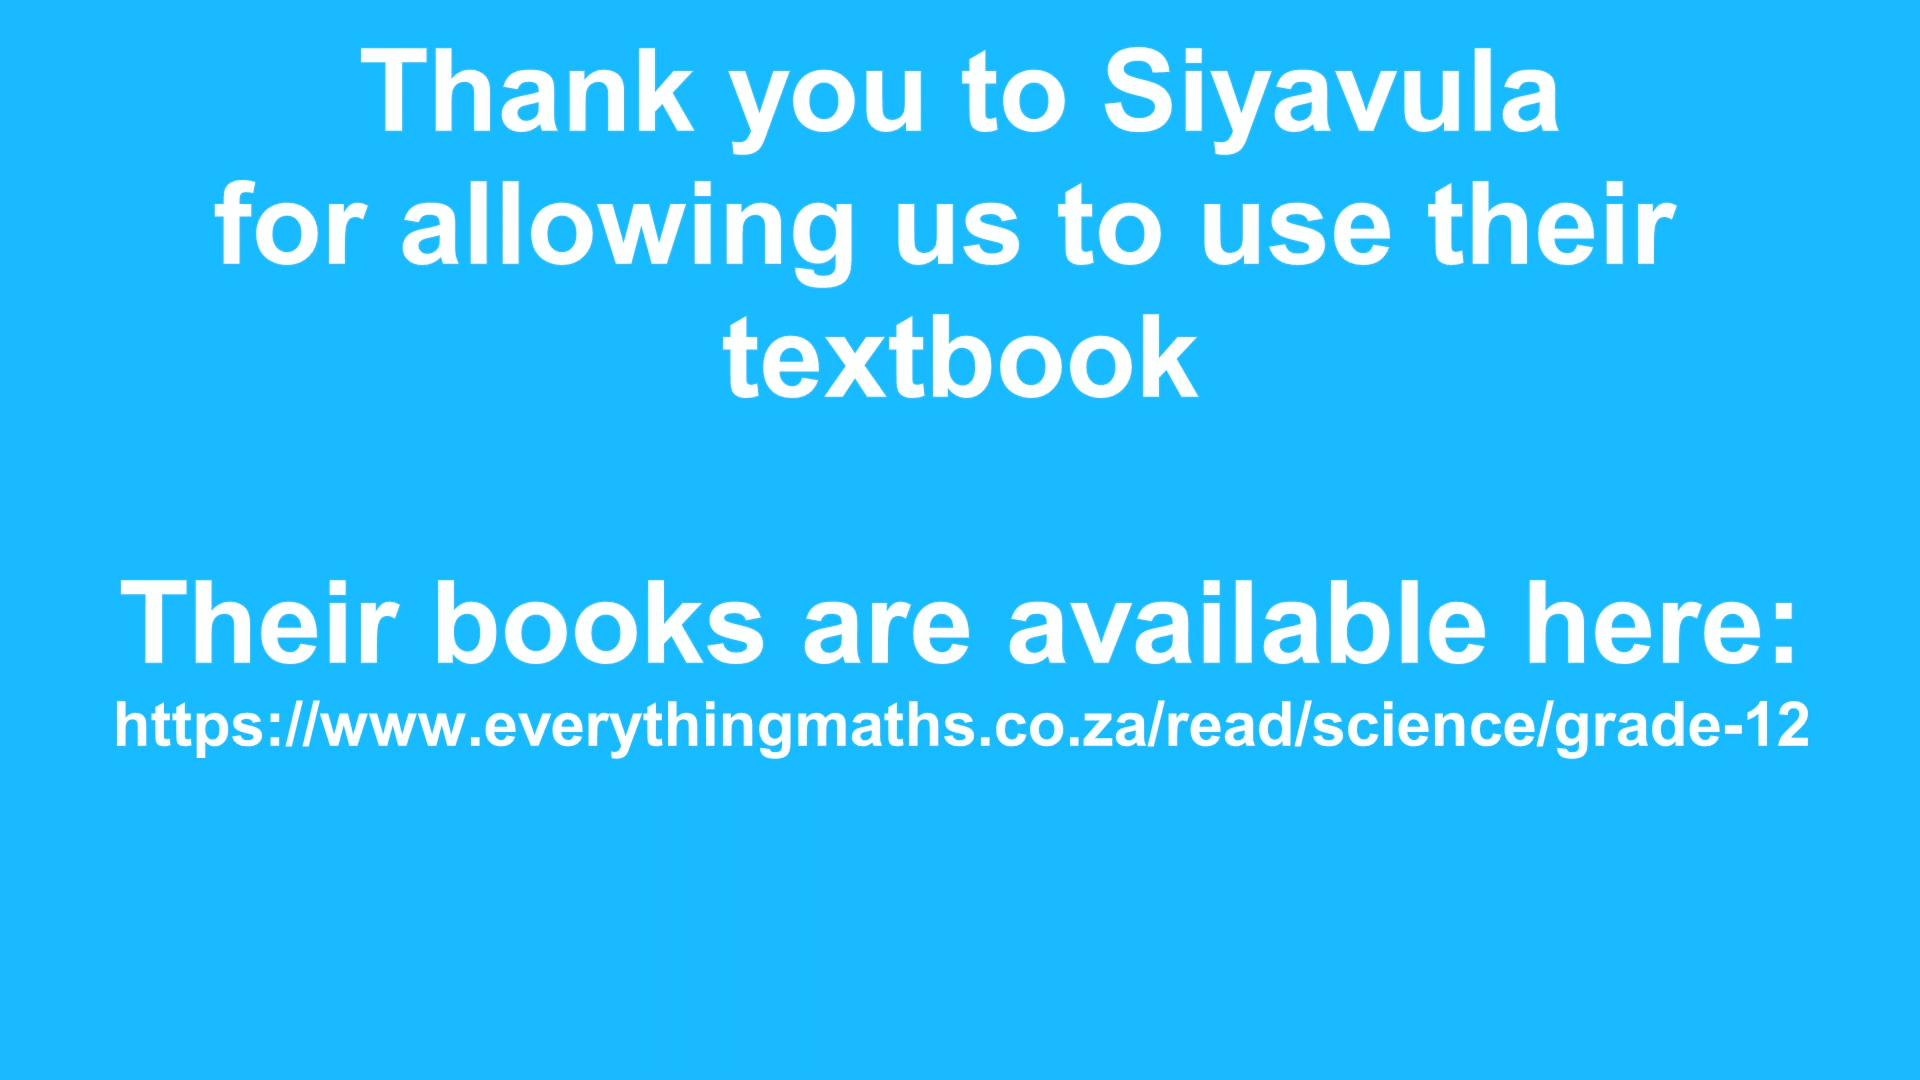 Thank you to Siyavula
for allowing us to use their
textbook
Their books are available here:
https://www.everythingmaths.co.za/read/science/grade-12